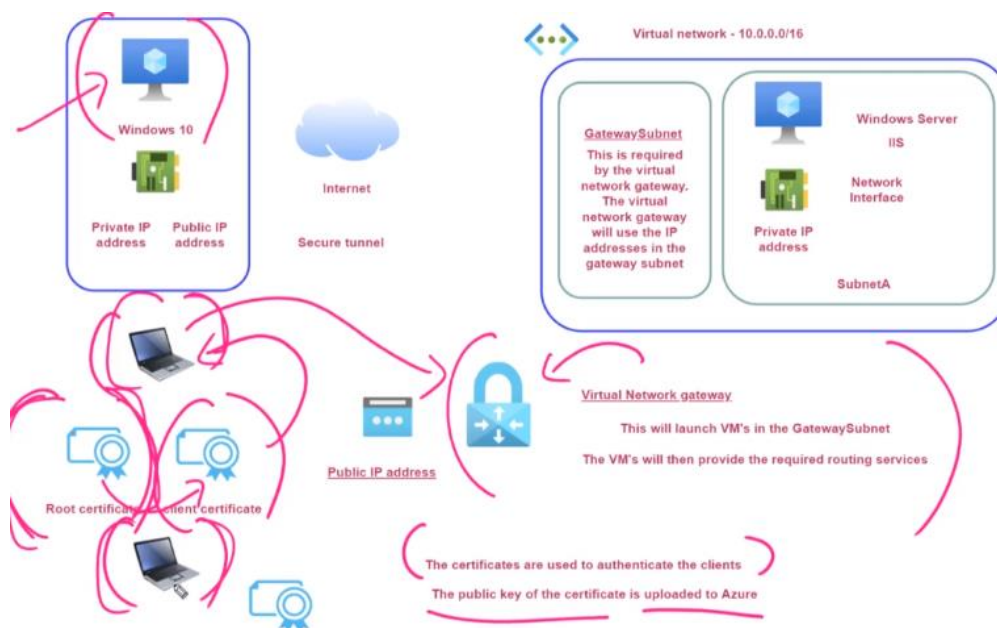 Virtual network - 10.0.0.0/16
Windows 10
Private IP
address
Public IP
address
Internet
Secure tunnel
GatewaySubnet
This is required
by the virtual
network gateway.
The virtual
network gateway
will use the IP
addresses in the
gateway subnet
Windows Server
IIS
Network
Interface
Private IP
address
SubnetA
Public IP address
Virtual Network gateway
This will launch VM's in the GatewaySubnet
The VM's will then provide the required routing services
Root certificate
client certificate
The certificates are used to authenticate the clients
The public key of the certificate is uploaded to Azure